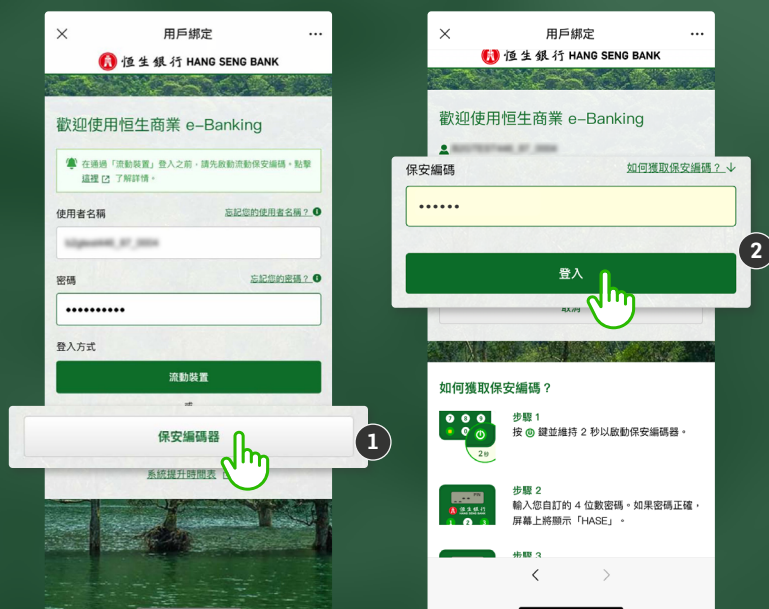 用戶綁定
恒生銀行 HANG SENG BANK
歡迎使用恒生商業 e-Banking
在通過「流動裝置」登入之前，請先啟動流動保安編碼。點擊
這裡 了解詳情。
使用者名稱
忘記您的使用者名稱？
密碼
忘記您的密碼？
登入方式
流動裝置
或
保安編碼器
1
系統提升時間表
用戶綁定
恒生銀行 HANG SENG BANK
歡迎使用恒生商業 e-Banking
保安編碼
如何獲取保安編碼？
登入
2
取消
如何獲取保安編碼？
步驟 1
按 鍵並維持 2 秒以啟動保安編碼器。
2秒
步驟 2
輸入您自訂的 4 位數密碼。如果密碼正確，
屏幕上將顯示「HASE」。
恒生銀行
HANG SENG BANK
1 2 3
步驟 3